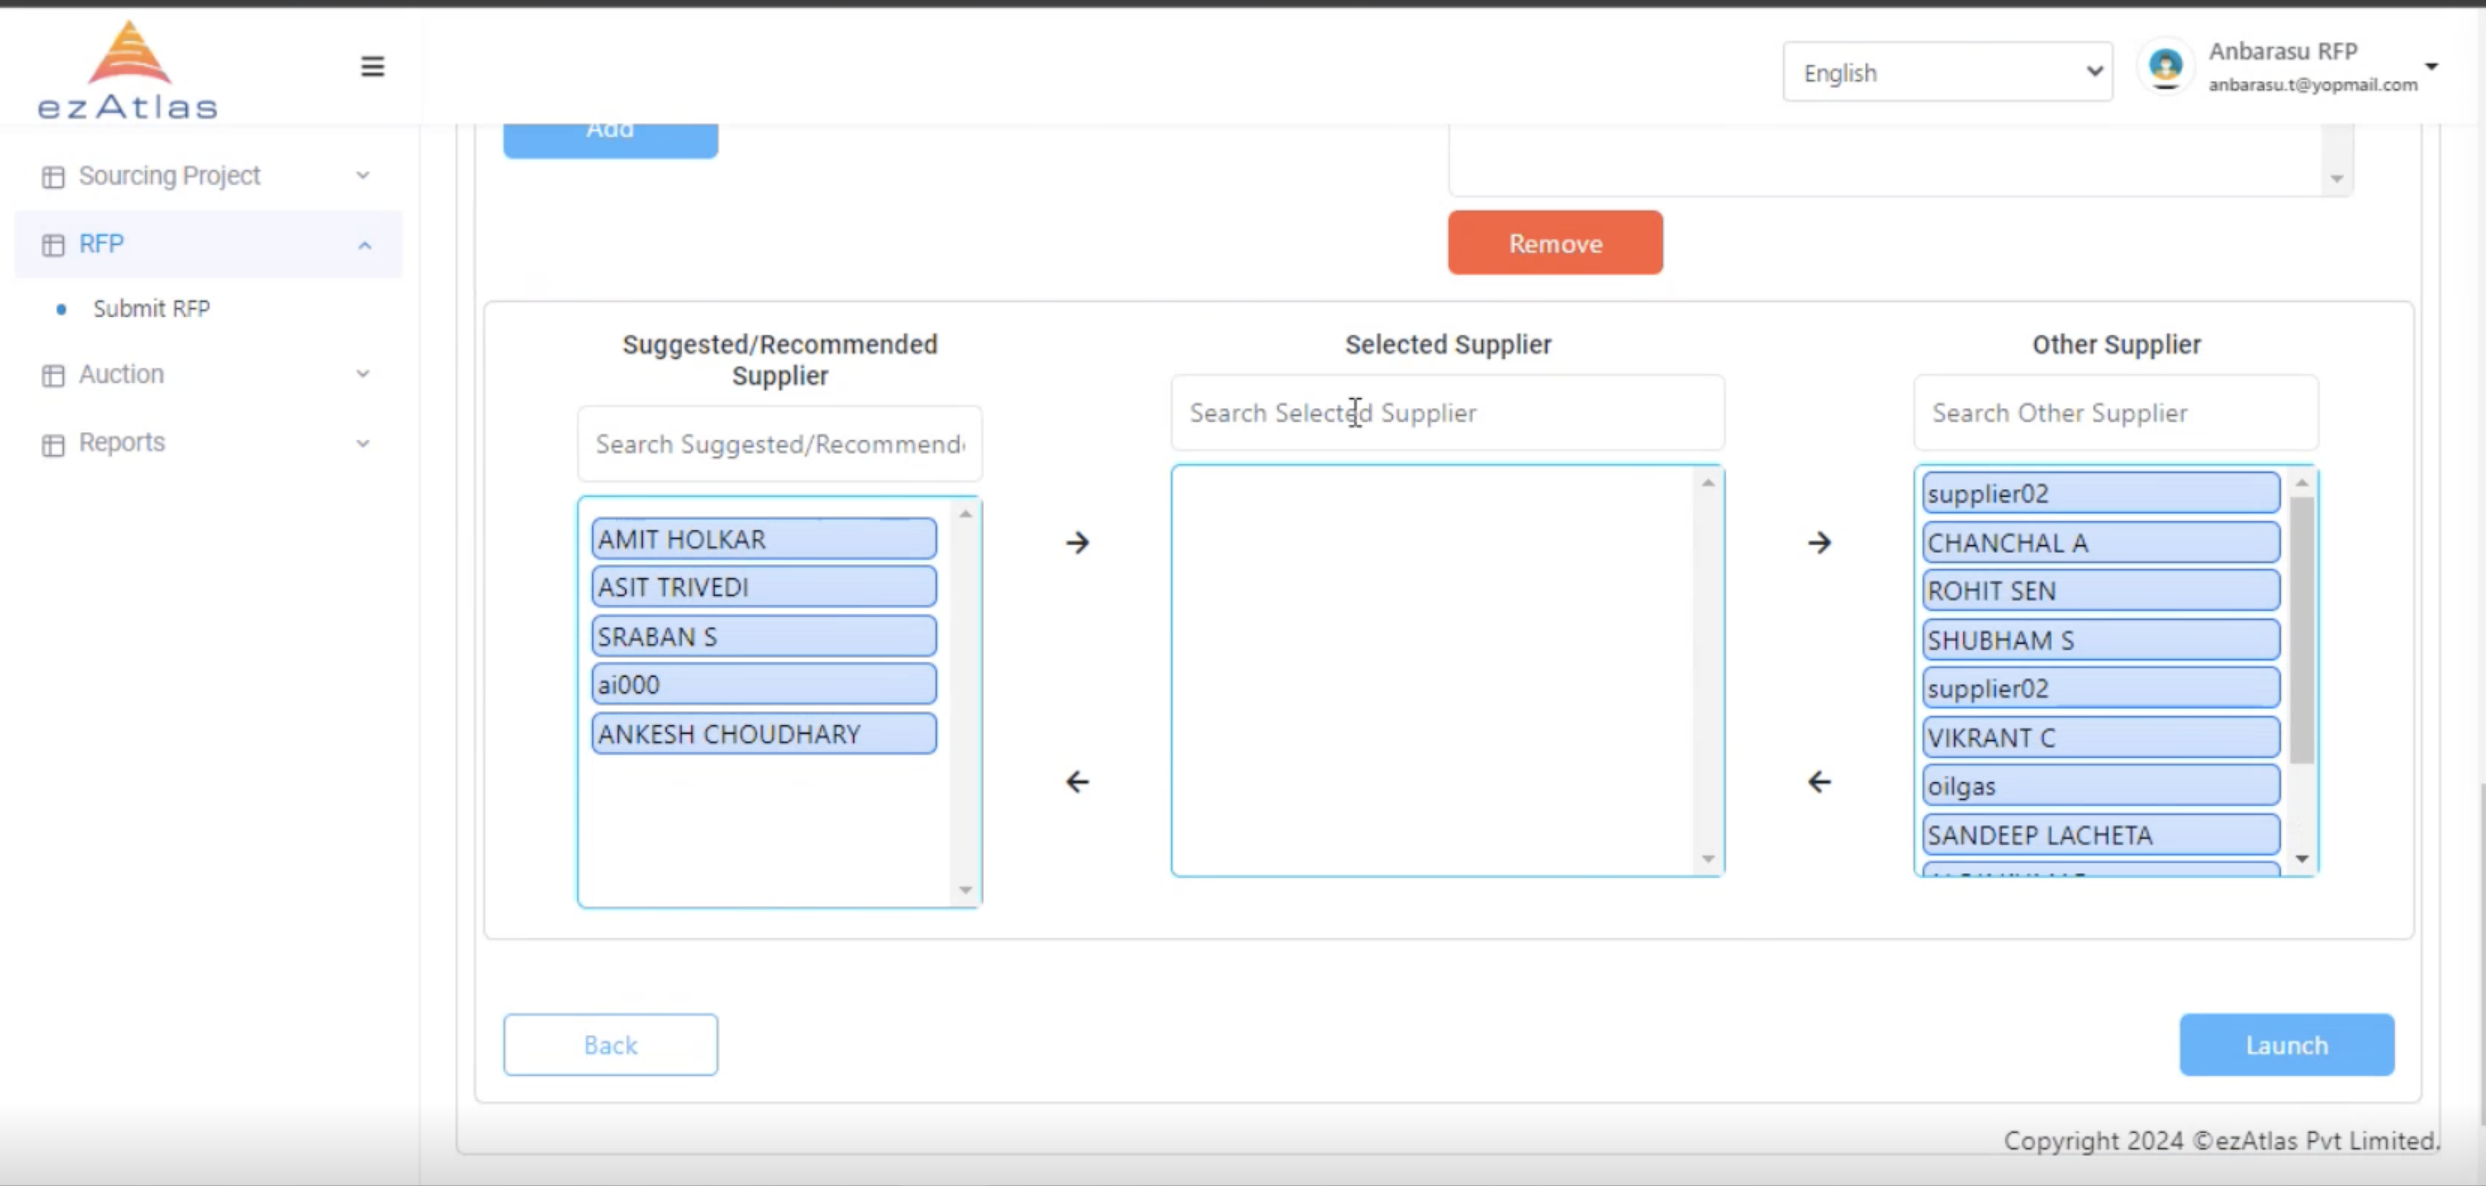 ezAtlas
English
Anbarasu RFP
anbarasu.t@yopmail.com
Sourcing Project
RFP
Submit RFP
Auction
Reports
Add
Remove
Suggested/Recommended
Supplier
Search Suggested/Recommend
AMIT HOLKAR
ASIT TRIVEDI
SRABAN S
ai000
ANKESH CHOUDHARY
Selected Supplier
Search Selected Supplier
Other Supplier
Search Other Supplier
supplier02
CHANCHAL A
ROHIT SEN
SHUBHAM S
supplier02
VIKRANT C
oilgas
SANDEEP LACHETA
Back
Launch
Copyright 2024 ©ezAtlas Pvt Limited.